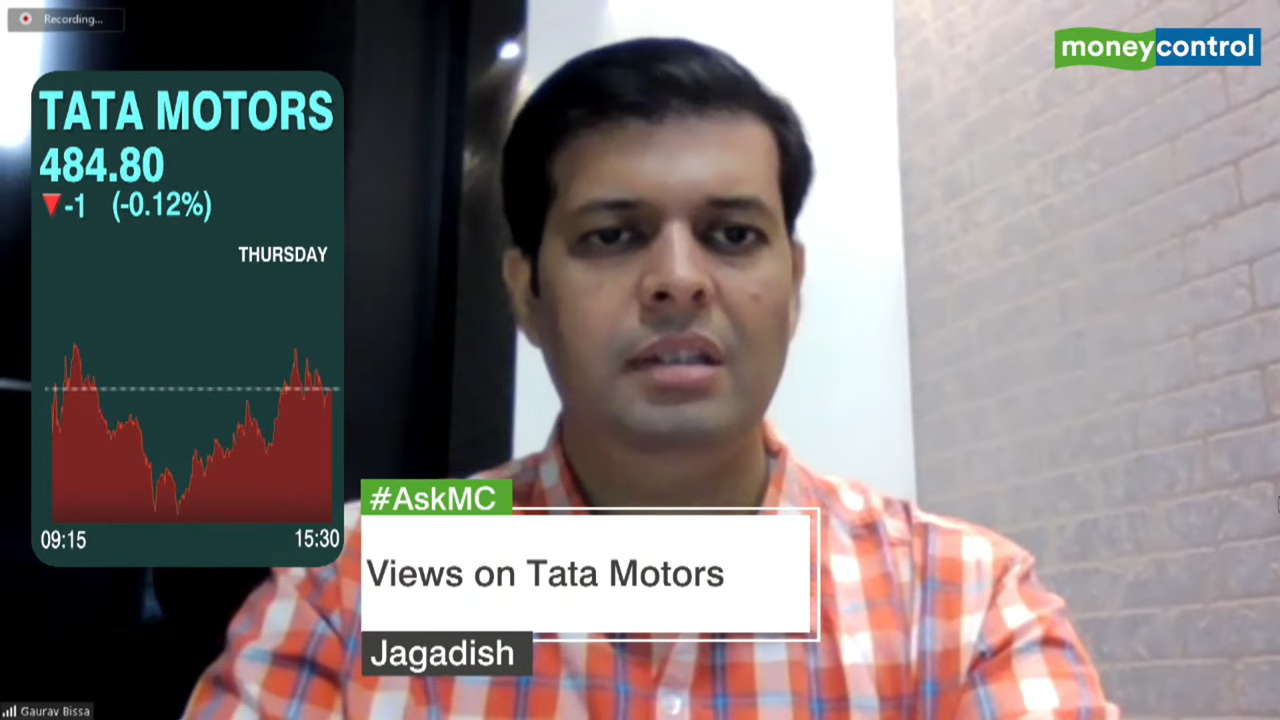 Recording...
moneycontrol
TATA MOTORS
484.80
▼-1 (-0.12%)
THURSDAY
09:15
15:30
#AskMC
Views on Tata Motors
Jagadish
Gaurav Bissa